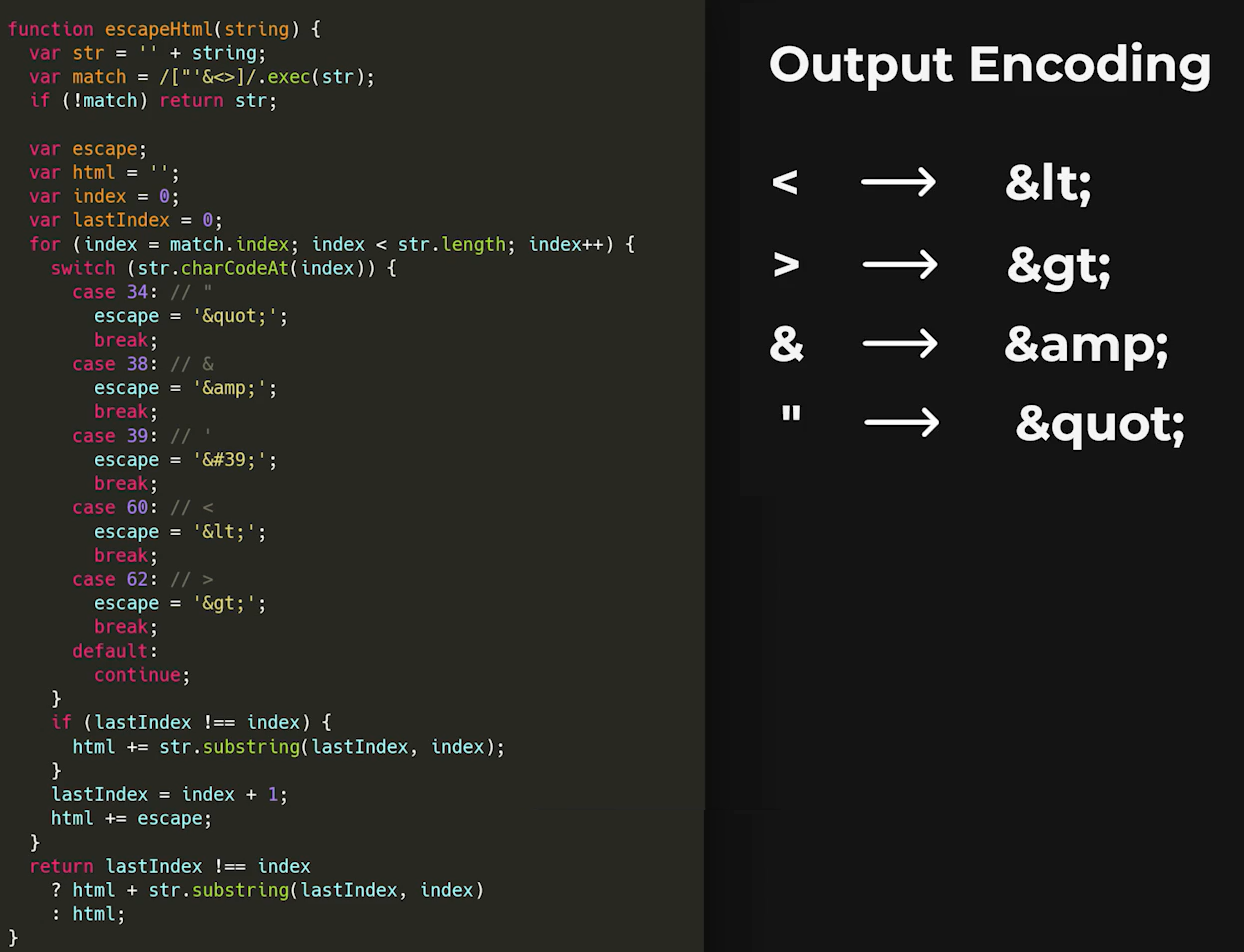 function escapeHtml(string) {
  var str = '' + string;
  var match = /["'&<>]/.exec(str);
  if (!match) return str;

  var escape;
  var html = '';
  var index = 0;
  var lastIndex = 0;
  for (index = match.index; index < str.length; index++) {
    switch (str.charCodeAt(index)) {
      case 34: // "
        escape = '&quot;';
        break;
      case 38: // &
        escape = '&amp;';
        break;
      case 39: // '
        escape = '&#39;';
        break;
      case 60: // <
        escape = '&lt;';
        break;
      case 62: // >
        escape = '&gt;';
        break;
      default:
        continue;
    }
    if (lastIndex !== index) {
      html += str.substring(lastIndex, index);
    }
    lastIndex = index + 1;
    html += escape;
  }
  return lastIndex !== index
    ? html + str.substring(lastIndex, index)
    : html;
}
Output Encoding
< ⟶ &lt;
> ⟶ &gt;
& ⟶ &amp;
" ⟶ &quot;